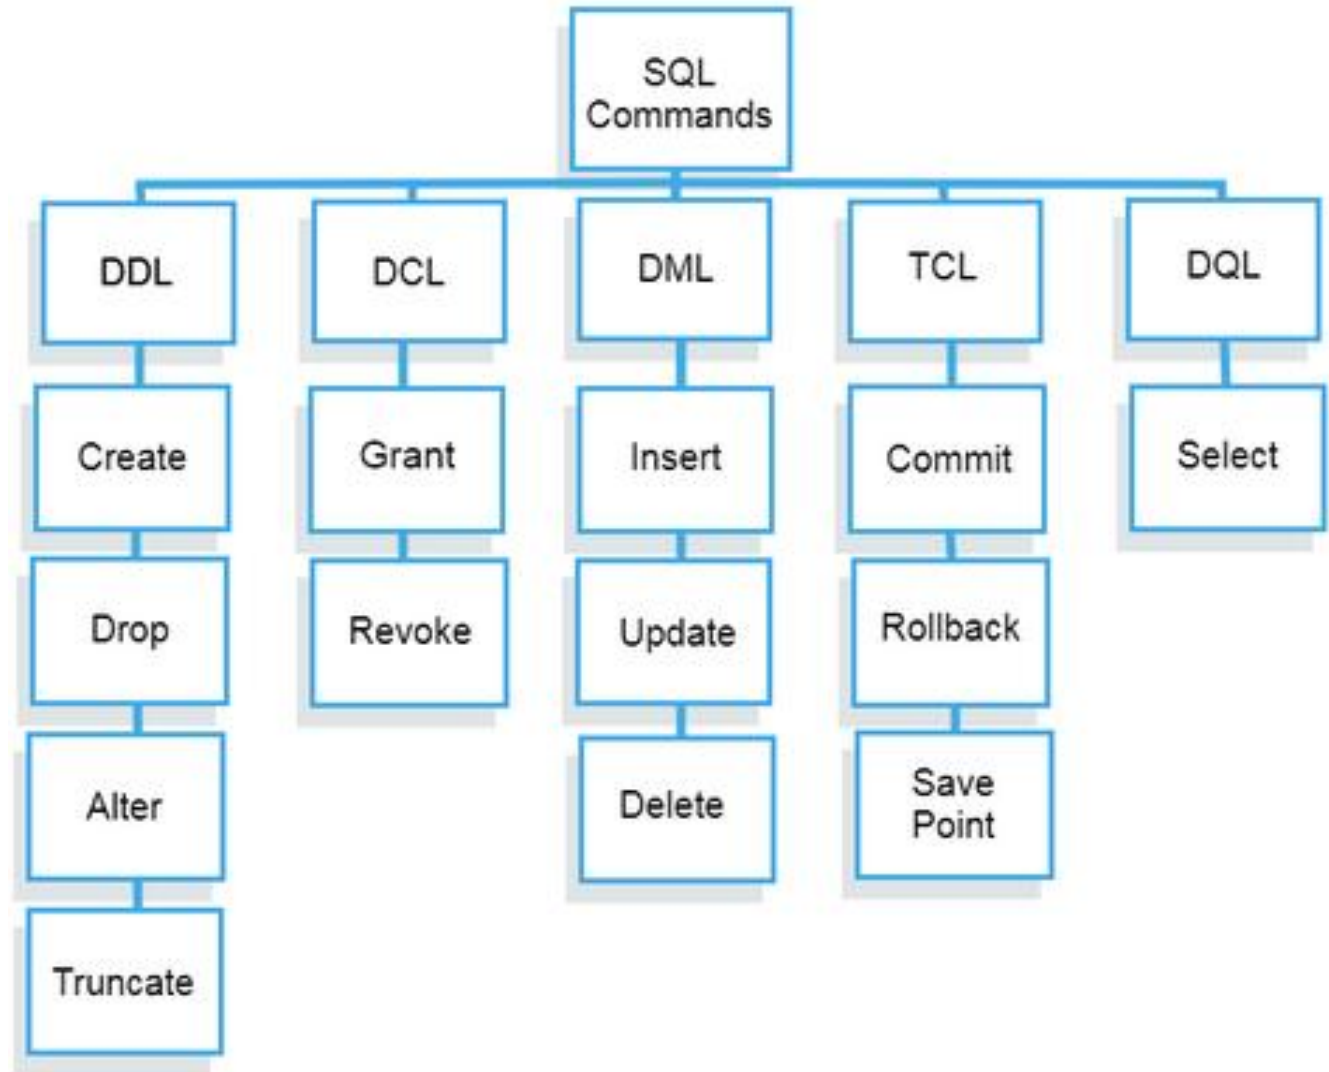 SQL
Commands
DDL
DCL
DML
TCL
DQL
Create
Grant
Insert
Commit
Select
Drop
Revoke
Update
Rollback
Alter
Delete
Save
Point
Truncate